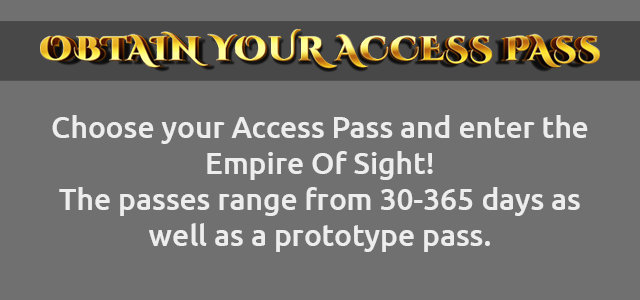 OBTAIN YOUR ACCESS PASS
Choose your Access Pass and enter the
Empire Of Sight!
The passes range from 30-365 days as
well as a prototype pass.